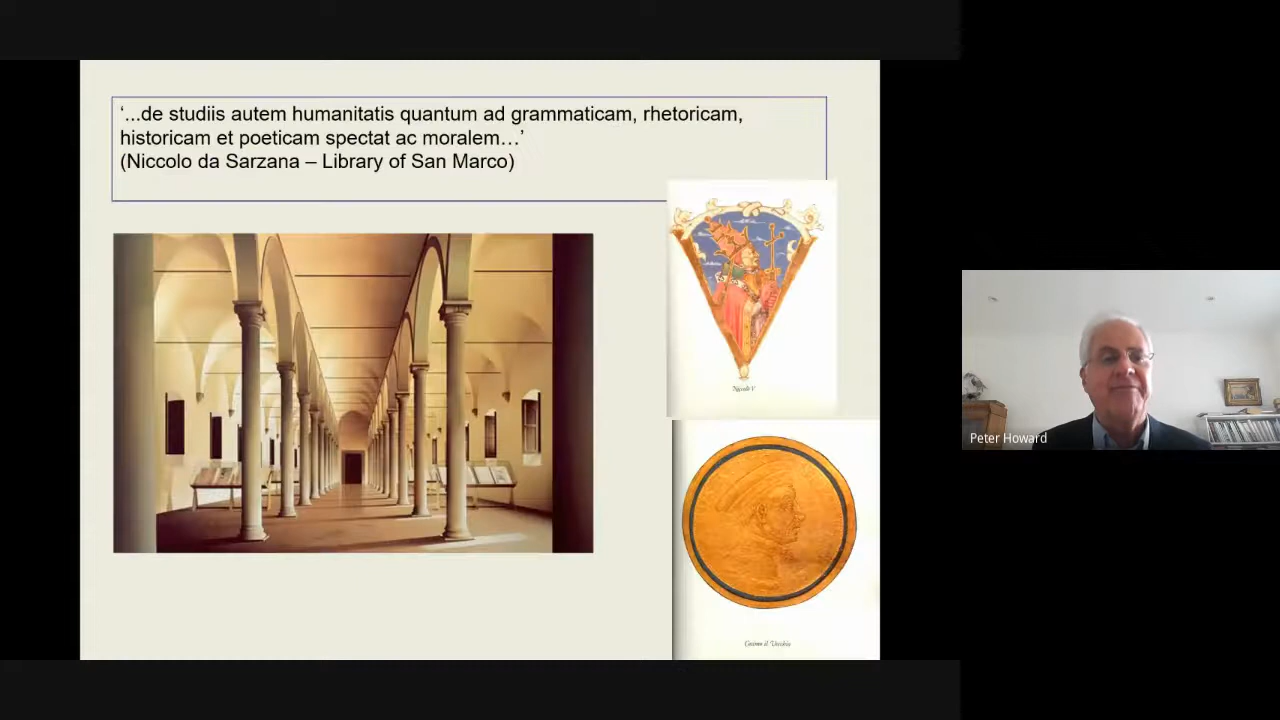 ‘...de studiis autem humanitatis quantum ad grammaticam, rhetoricam,
historicam et poeticam spectat ac moralem…’
(Niccolo da Sarzana – Library of San Marco)
Niccolò V
Cosimo il Vecchio
Peter Howard